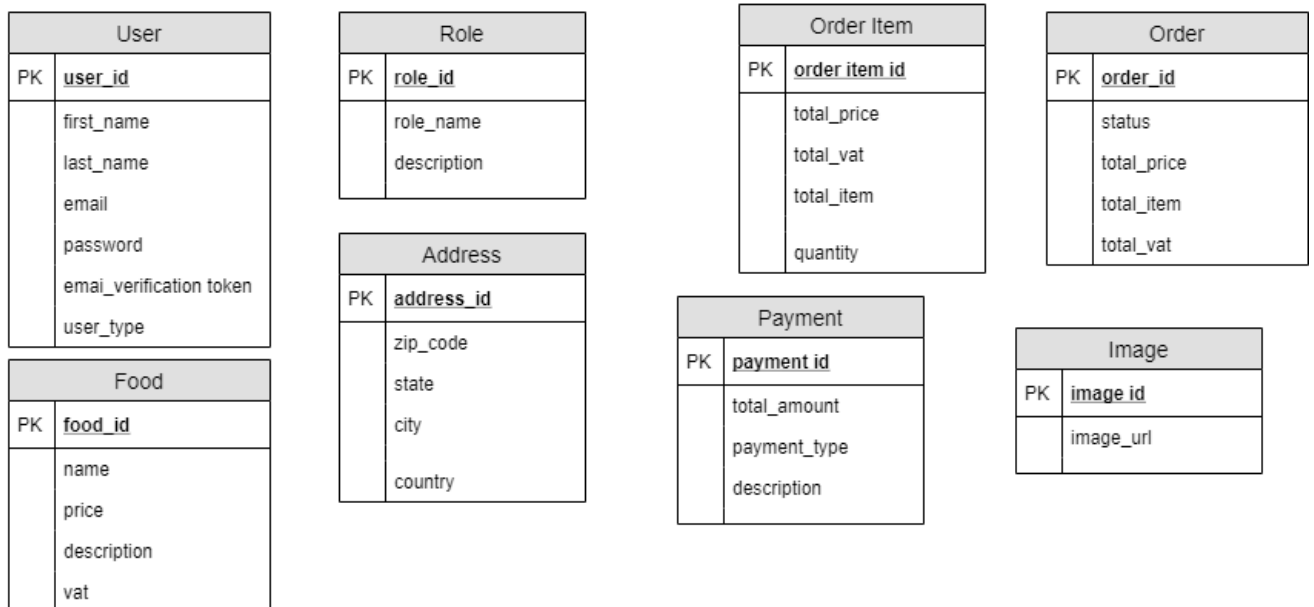 User
PK user_id
first_name
last_name
email
password
emai_verification token
user_type
Role
PK role_id
role_name
description
Order Item
PK order item id
total_price
total_vat
total_item
quantity
Order
PK order_id
status
total_price
total_item
total_vat
Food
PK food_id
name
price
description
vat
Address
PK address_id
zip_code
state
city
country
Payment
PK payment id
total_amount
payment_type
description
Image
PK image id
image_url